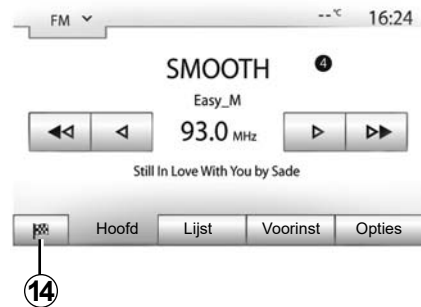 FM --°C 16:24
SMOOTH 4
Easy_M
93.0 MHz
Still In Love With You by Sade
Hoofd Lijst Voorinst Opties
14